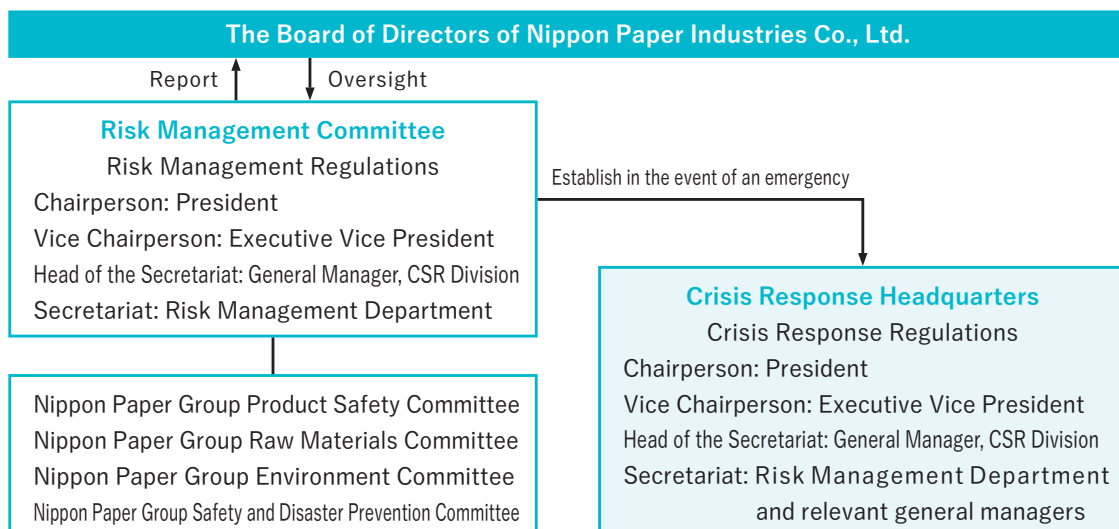 The Board of Directors of Nippon Paper Industries Co., Ltd.
Report
Oversight
Risk Management Committee
Risk Management Regulations
Chairperson: President
Vice Chairperson: Executive Vice President
Head of the Secretariat: General Manager, CSR Division
Secretariat: Risk Management Department
Establish in the event of an emergency
Crisis Response Headquarters
Crisis Response Regulations
Chairperson: President
Vice Chairperson: Executive Vice President
Head of the Secretariat: General Manager, CSR Division
Secretariat: Risk Management Department
and relevant general managers
Nippon Paper Group Product Safety Committee
Nippon Paper Group Raw Materials Committee
Nippon Paper Group Environment Committee
Nippon Paper Group Safety and Disaster Prevention Committee